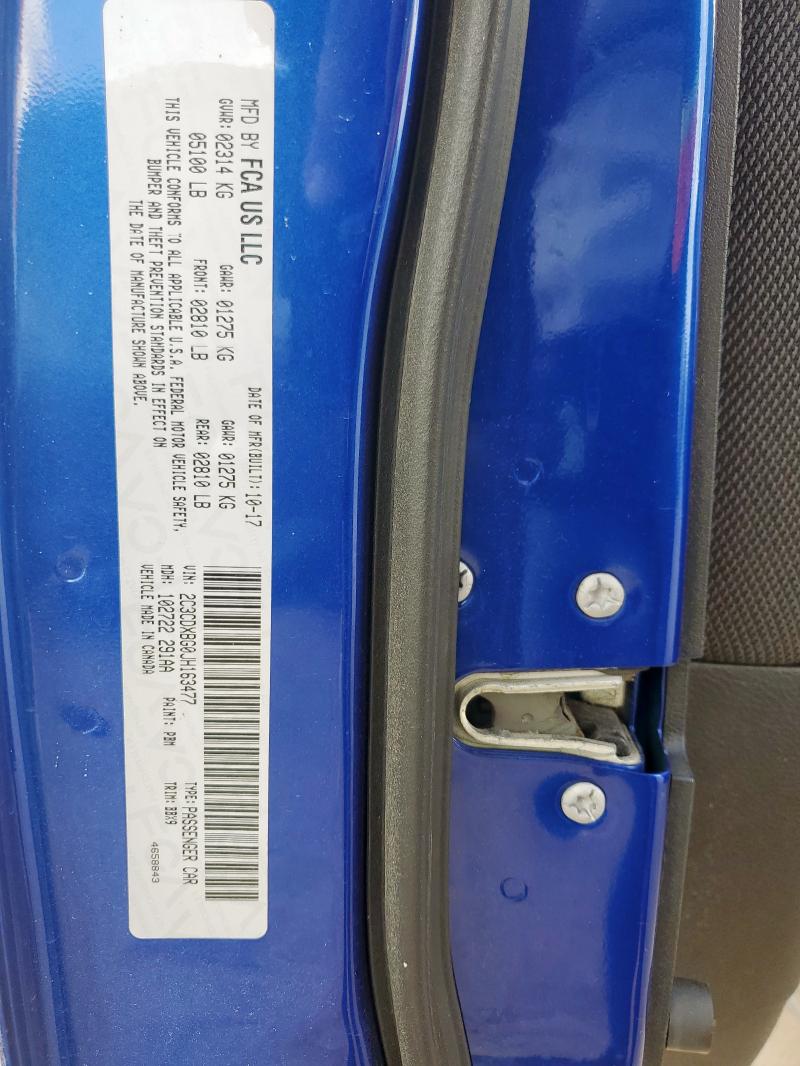 MFD BY FCA US LLC
DATE OF MFR(BUILT): 10-17
GVWR: 02314 KG GAWR: 01275 KG GAWR: 01275 KG
05100 LB FRONT: 02810 LB REAR: 02810 LB
THIS VEHICLE CONFORMS TO ALL APPLICABLE U.S.A. FEDERAL MOTOR VEHICLE SAFETY,
BUMPER AND THEFT PREVENTION STANDARDS IN EFFECT ON
THE DATE OF MANUFACTURE SHOWN ABOVE.
VIN: 2C3CDXBG0JH163477 TYPE: PASSENGER CAR
MDH: 102722 291AA PAINT: PBM TRIM: BBX9
VEHICLE MADE IN CANADA
4658843